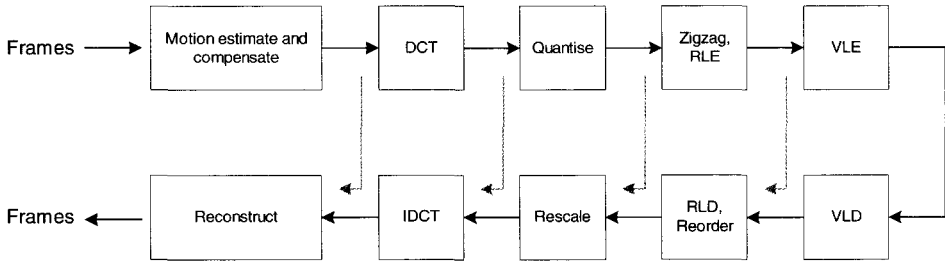 Frames
Motion estimate and
compensate
DCT
Quantise
Zigzag,
RLE
VLE
Frames
Reconstruct
IDCT
Rescale
RLD,
Reorder
VLD